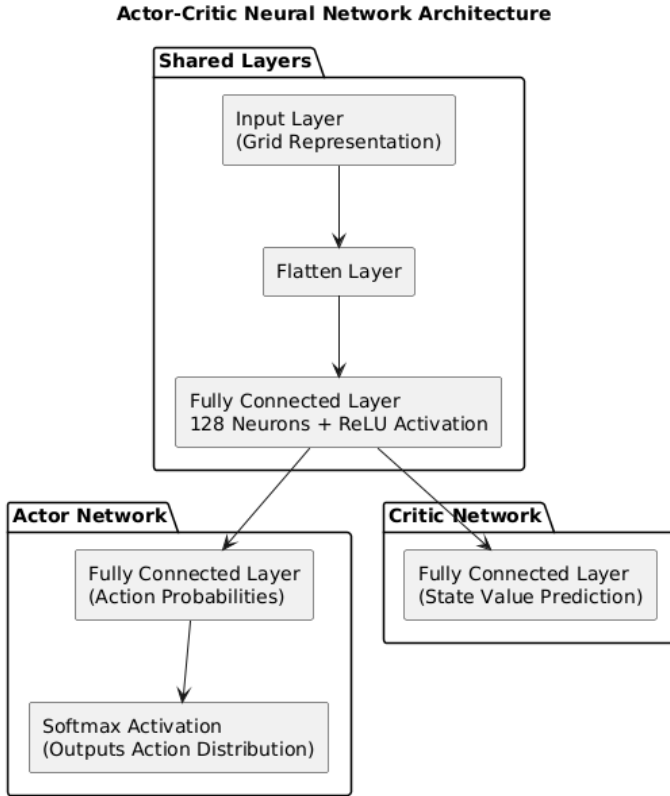 Actor-Critic Neural Network Architecture
Shared Layers
Input Layer
(Grid Representation)
Flatten Layer
Fully Connected Layer
128 Neurons + ReLU Activation
Actor Network
Fully Connected Layer
(Action Probabilities)
Softmax Activation
(Outputs Action Distribution)
Critic Network
Fully Connected Layer
(State Value Prediction)